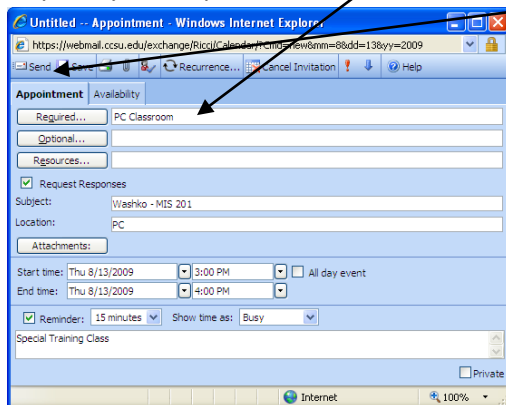 Untitled -- Appointment - Windows Internet Explorer
https://webmail.ccsu.edu/exchange/Ricci/Calendar/?Cmd=new&mm=8&dd=13&yy=2009
Send Save Recurrence... Cancel Invitation Help
Appointment Availability
Required... PC Classroom
Optional...
Resources...
Request Responses
Subject: Washko - MIS 201
Location: PC
Attachments:
Start time: Thu 8/13/2009 3:00 PM All day event
End time: Thu 8/13/2009 4:00 PM
Reminder: 15 minutes Show time as: Busy
Special Training Class
Private
Internet 100%